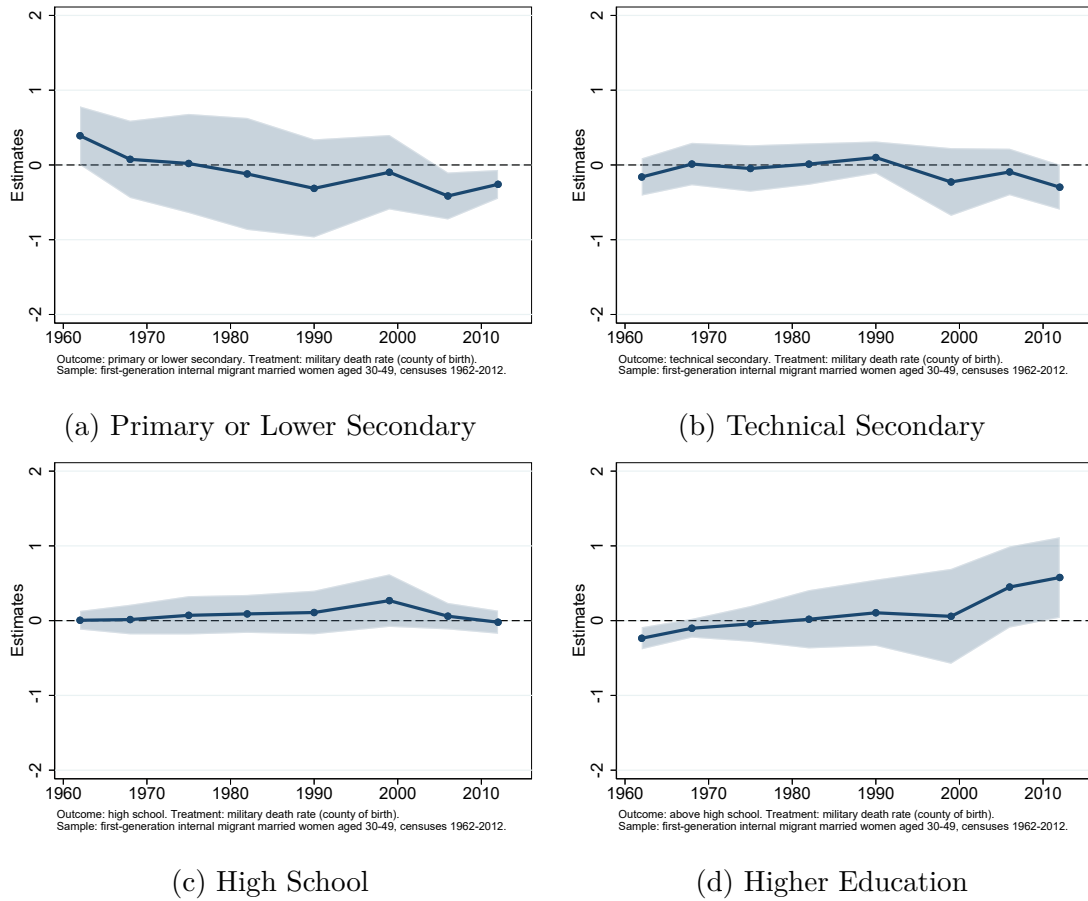 2
1
0
-1
-2
Estimates
1960 1970 1980 1990 2000 2010
Outcome: primary or lower secondary. Treatment: military death rate (county of birth).
Sample: first-generation internal migrant married women aged 30-49, censuses 1962-2012.
(a) Primary or Lower Secondary
2
1
0
-1
-2
Estimates
1960 1970 1980 1990 2000 2010
Outcome: technical secondary. Treatment: military death rate (county of birth).
Sample: first-generation internal migrant married women aged 30-49, censuses 1962-2012.
(b) Technical Secondary
2
1
0
-1
-2
Estimates
1960 1970 1980 1990 2000 2010
Outcome: high school. Treatment: military death rate (county of birth).
Sample: first-generation internal migrant married women aged 30-49, censuses 1962-2012.
(c) High School
2
1
0
-1
-2
Estimates
1960 1970 1980 1990 2000 2010
Outcome: above high school. Treatment: military death rate (county of birth).
Sample: first-generation internal migrant married women aged 30-49, censuses 1962-2012.
(d) Higher Education